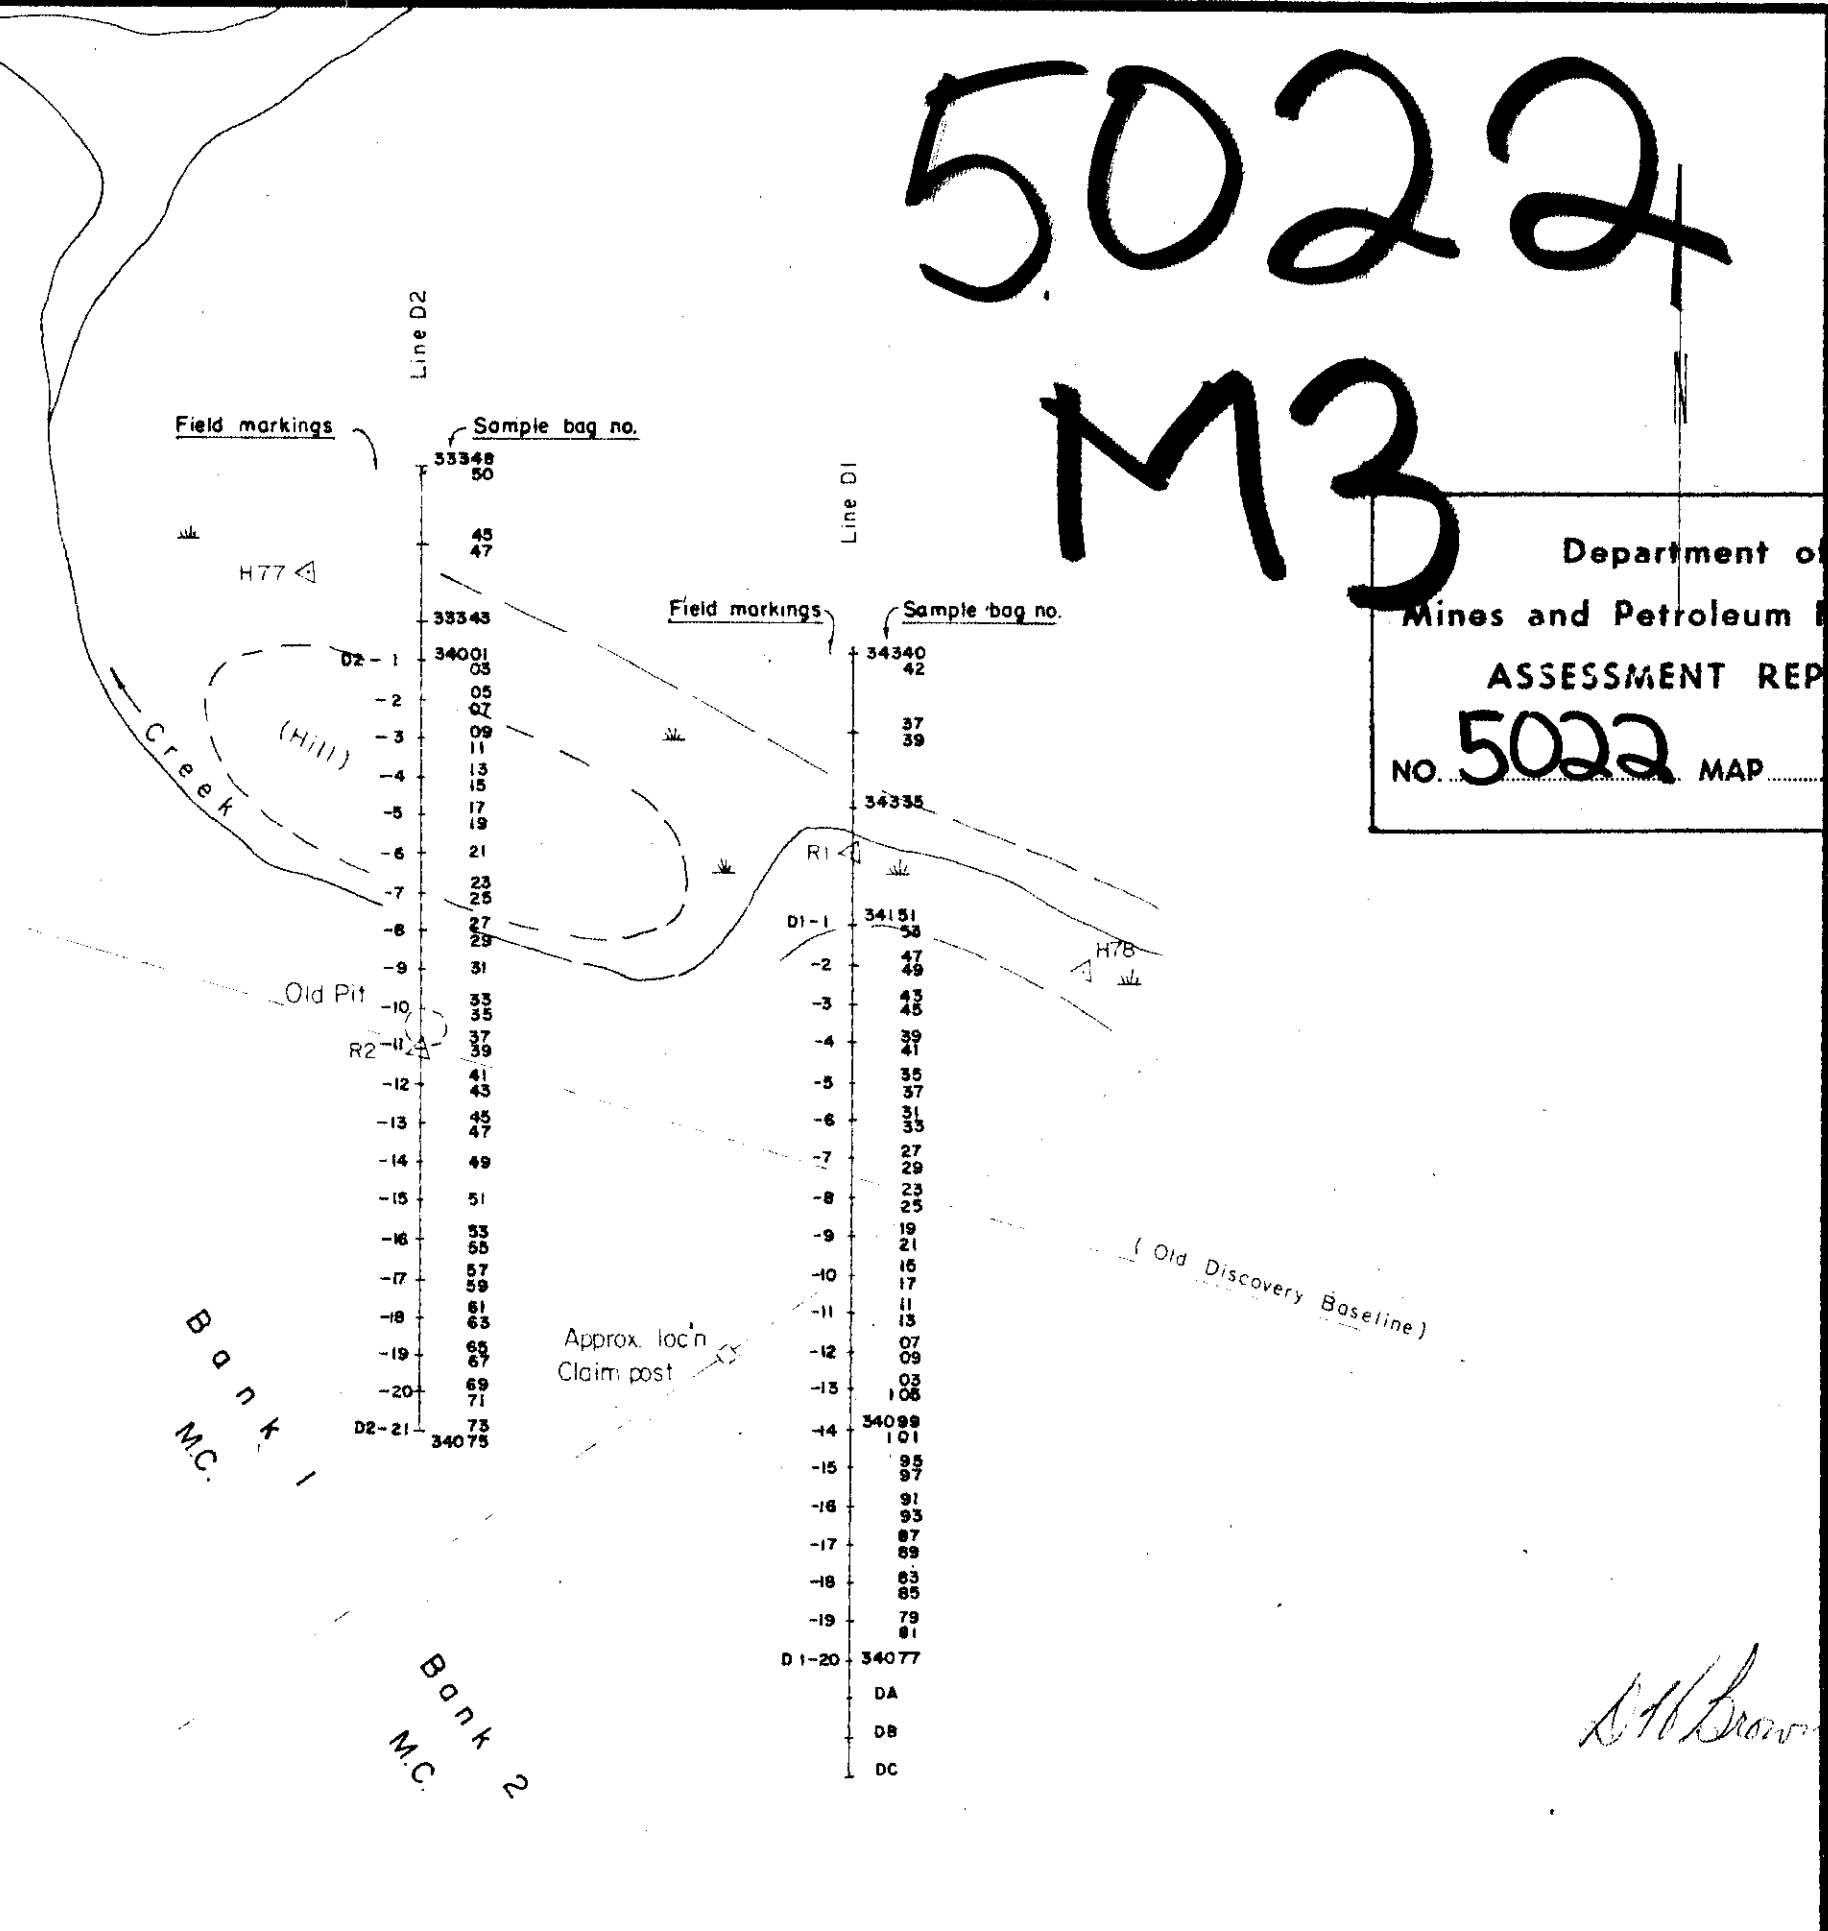 5022
M3
N
Department of
Mines and Petroleum
ASSESSMENT REP
NO. 5022 MAP
Line D2
Field markings
Sample bag no.
33348
50
45
47
H77
33343
D2-1 34001
03
-2 05
07
-3 09
11
-4 13
15
-5 17
19
-6 21
-7 23
25
-8 27
29
-9 31
-10 33
35
-11 37
39
-12 41
43
-13 45
47
-14 49
-15 51
-16 53
55
-17 57
59
-18 61
63
-19 65
67
-20 69
71
D2-21 73
34075
(Hill)
Creek
Old Pit
R2
Line D1
Field markings
Sample bag no.
34340
42
37
39
34335
R1
D1-1 34151
53
H78
-2 47
49
-3 43
45
-4 39
41
-5 35
37
-6 31
33
-7 27
29
-8 23
25
-9 19
21
-10 15
17
-11 11
13
-12 07
09
-13 03
105
-14 34099
101
-15 95
97
-16 91
93
-17 87
89
-18 83
85
-19 79
81
D1-20 34077
DA
DB
DC
(Old Discovery Baseline)
Approx. loc'n
Claim post
Bank 1
M.C.
Bank 2
M.C.
Brown